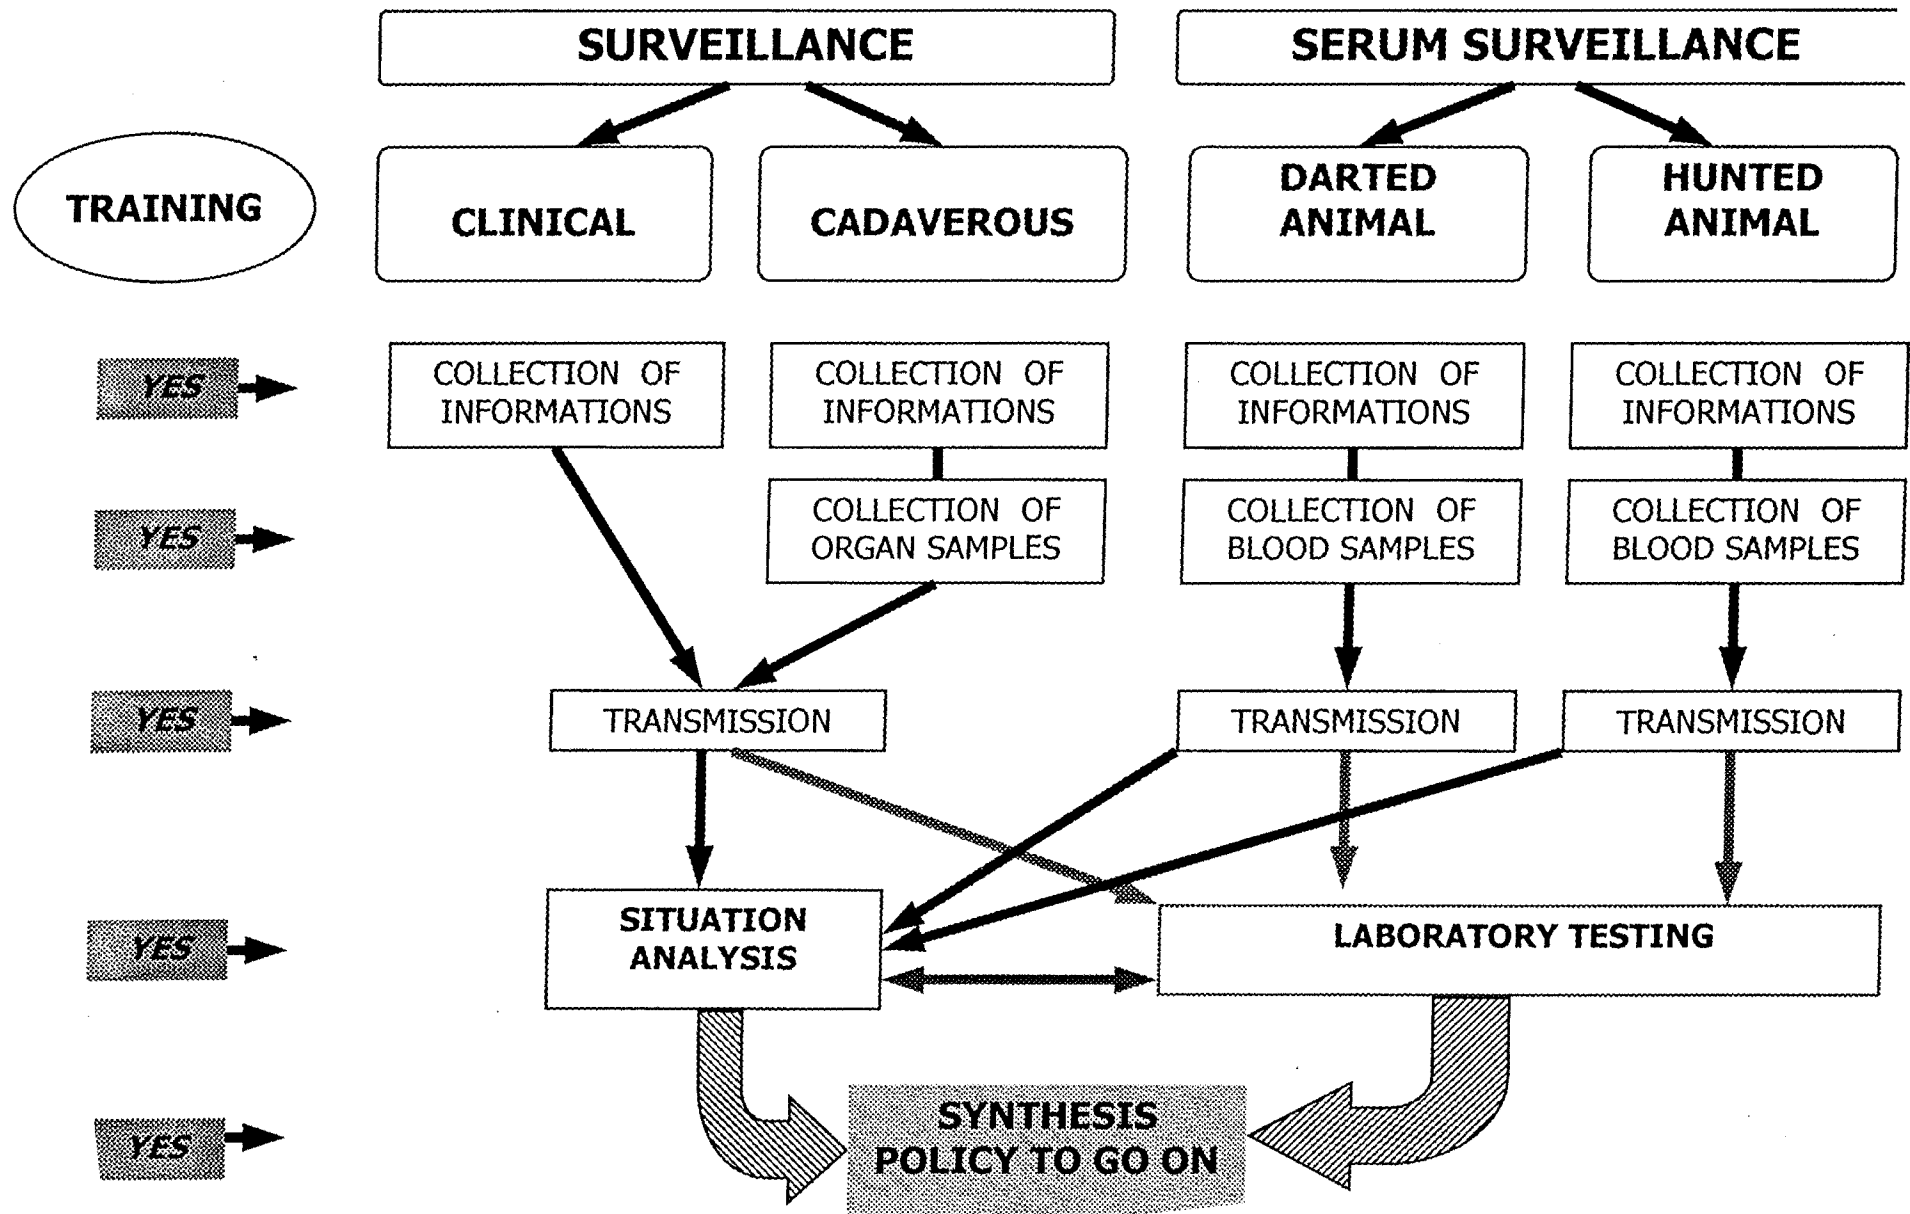 SURVEILLANCE
SERUM SURVEILLANCE
TRAINING
CLINICAL
CADAVEROUS
DARTED
ANIMAL
HUNTED
ANIMAL
YES
COLLECTION OF
INFORMATIONS
COLLECTION OF
INFORMATIONS
COLLECTION OF
INFORMATIONS
COLLECTION OF
INFORMATIONS
YES
COLLECTION OF
ORGAN SAMPLES
COLLECTION OF
BLOOD SAMPLES
COLLECTION OF
BLOOD SAMPLES
YES
TRANSMISSION
TRANSMISSION
TRANSMISSION
YES
SITUATION
ANALYSIS
LABORATORY TESTING
YES
SYNTHESIS
POLICY TO GO ON